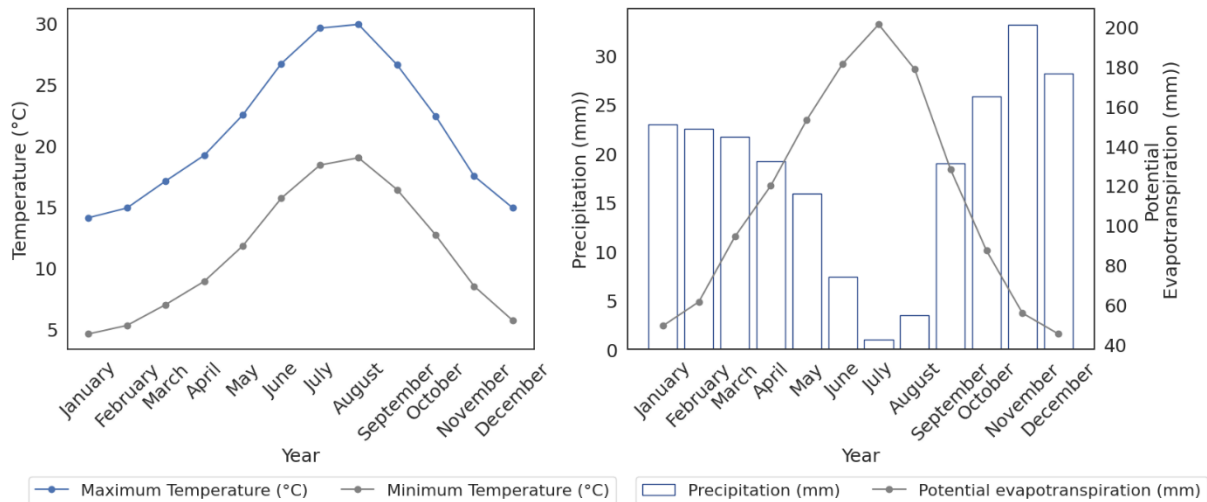 30
25
20
15
10
5
Temperature (°C)
January
February
March
April
May
June
July
August
September
October
November
December
Year
30
25
20
15
10
5
0
Precipitation (mm))
200
180
160
140
120
100
80
60
40
Potential
Evapotranspiration (mm))
January
February
March
April
May
June
July
August
September
October
November
December
Year
Maximum Temperature (°C)
Minimum Temperature (°C)
Precipitation (mm)
Potential evapotranspiration (mm)